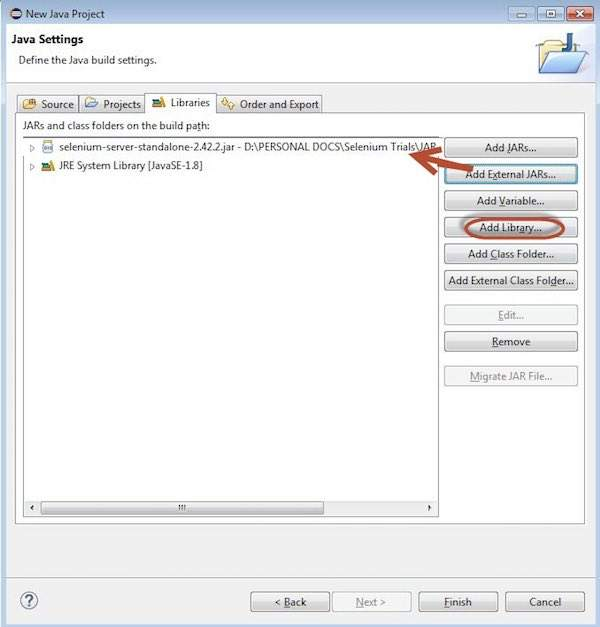 New Java Project
Java Settings
Define the Java build settings.
Source Projects Libraries Order and Export
JARs and class folders on the build path:
selenium-server-standalone-2.42.2.jar - D:\PERSONAL DOCS\Selenium Trials\JAR
JRE System Library [JavaSE-1.8]
Add JARs...
Add External JARs...
Add Variable...
Add Library...
Add Class Folder...
Add External Class Folder...
Edit...
Remove
Migrate JAR File...
?
< Back Next > Finish Cancel